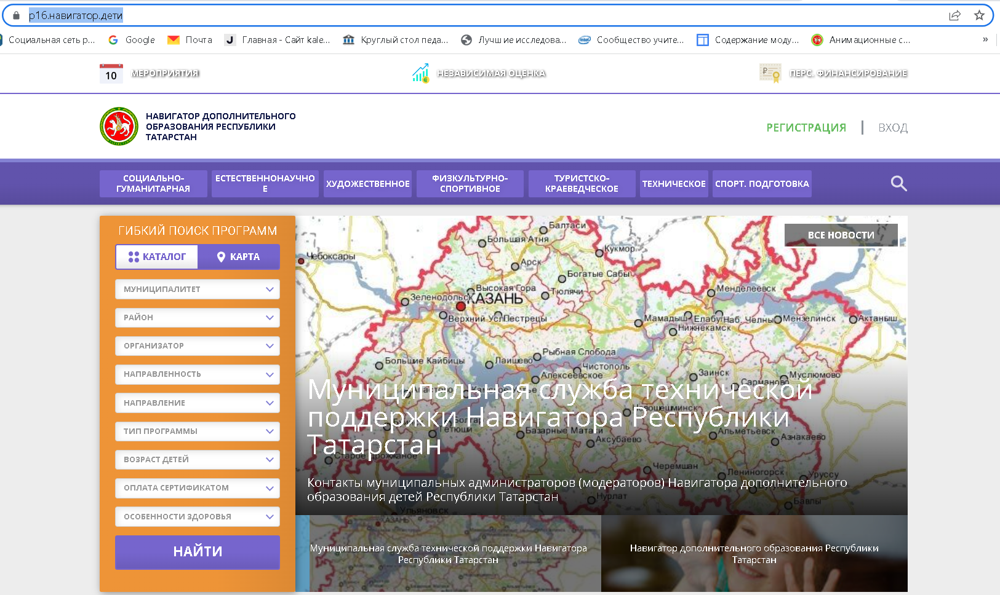 р16.навигатор.дети
Социальная сеть р...
Google
Почта
Главная - Сайт kale...
Круглый стол педа...
Лучшие исследова...
Сообщество учите...
Содержание моду...
Анимационные с...
»
10
МЕРОПРИЯТИЯ
НЕЗАВИСИМАЯ ОЦЕНКА
ПЕРС. ФИНАНСИРОВАНИЕ
НАВИГАТОР ДОПОЛНИТЕЛЬНОГО
ОБРАЗОВАНИЯ РЕСПУБЛИКИ
ТАТАРСТАН
РЕГИСТРАЦИЯ
ВХОД
СОЦИАЛЬНО-
ГУМАНИТАРНАЯ
ЕСТЕСТВЕННОНАУЧНО
Е
ХУДОЖЕСТВЕННОЕ
ФИЗКУЛЬТУРНО-
СПОРТИВНОЕ
ТУРИСТСКО-
КРАЕВЕДЧЕСКОЕ
ТЕХНИЧЕСКОЕ
СПОРТ. ПОДГОТОВКА
ГИБКИЙ ПОИСК ПРОГРАММ
КАТАЛОГ
КАРТА
МУНИЦИПАЛИТЕТ
РАЙОН
ОРГАНИЗАТОР
НАПРАВЛЕННОСТЬ
НАПРАВЛЕНИЕ
ТИП ПРОГРАММЫ
ВОЗРАСТ ДЕТЕЙ
ОПЛАТА СЕРТИФИКАТОМ
ОСОБЕННОСТИ ЗДОРОВЬЯ
НАЙТИ
ВСЕ НОВОСТИ
Балтаси
Большая Атня
Кукмор
Чебоксары
Арск
Богатые Сабы
Высокая Гора
Тюлячи
Менделеевск
Зеленодольск
КАЗАНЬ
Верхний Усл
Пестрецы
Мамадыш
Елабуг
Наб. Челны
Мензелинск
Актаныш
Нижнекамск
Рыбная Слобода
Большие Кайбицы
Лаишево
Чистополь
Алексеевское
Заинск
Муслюмово
Сарманово
Новошешминск
Болгар
Тетюши
Базарные Матаки
Аксубаево
Альметьевск
Азнакаево
Старое Дрожжаное
Черемшан
Лениногорск
Уруссу
Нурлат
Бавлы
Ульяновск
Муниципальная служба технической
поддержки Навигатора Республики
Татарстан
Контакты муниципальных администраторов (модераторов) Навигатора дополнительного
образования детей Республики Татарстан
Муниципальная служба технической поддержки Навигатора
Республики Татарстан
Навигатор дополнительного образования Республики
Татарстан